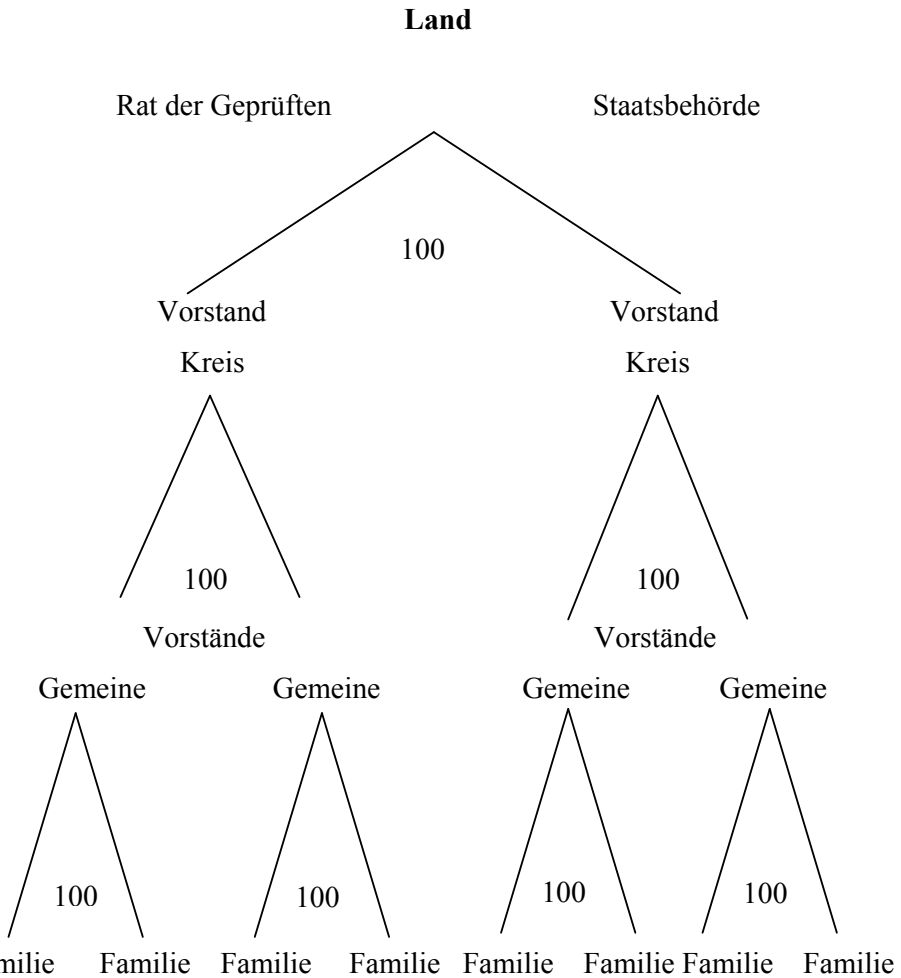 Land
Rat der Geprüften Staatsbehörde
100
Vorstand Vorstand
Kreis Kreis
100 100
Vorstände Vorstände
Gemeine Gemeine Gemeine Gemeine
100 100 100 100
milie Familie Familie Familie Familie Familie Familie Familie